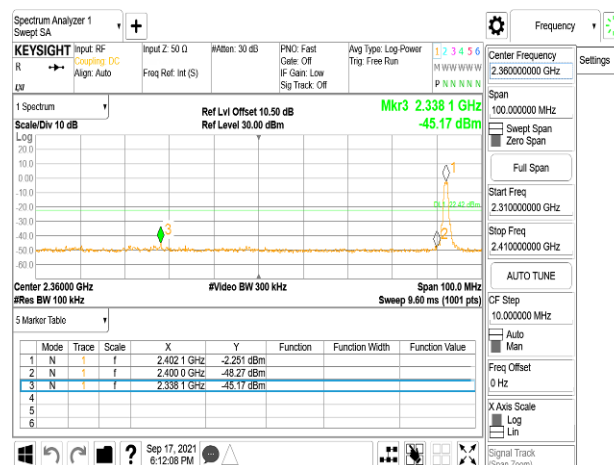 Spectrum Analyzer 1
Swept SA
+
Frequency
Settings
KEYSIGHT
R
Input: RF
Coupling: DC
Align: Auto
Input Z: 50 Ω
Freq Ref: Int (S)
#Atten: 30 dB
PNO: Fast
Gate: Off
IF Gain: Low
Sig Track: Off
Avg Type: Log-Power
Trig: Free Run
1 2 3 4 5 6
M W W W W W
P N N N N N
1 Spectrum
Scale/Div 10 dB
Log
Ref Lvl Offset 10.50 dB
Ref Level 30.00 dBm
Mkr3 2.338 1 GHz
-45.17 dBm
20.0
10.0
0.00
-10.0
-20.0
-30.0
-40.0
-50.0
-60.0
1
2
3
Center 2.36000 GHz
#Res BW 100 kHz
#Video BW 300 kHz
Span 100.0 MHz
Sweep 9.60 ms (1001 pts)
5 Marker Table
Mode Trace Scale X Y Function Function Width Function Value
1 N 1 f 2.402 1 GHz -2.251 dBm
2 N 1 f 2.400 0 GHz -48.27 dBm
3 N 1 f 2.338 1 GHz -45.17 dBm
4
5
6
?
Sep 17, 2021
6:12:08 PM
Center Frequency
2.360000000 GHz
Span
100.000000 MHz
Swept Span
Zero Span
Full Span
Start Freq
2.310000000 GHz
Stop Freq
2.410000000 GHz
AUTO TUNE
CF Step
10.000000 MHz
Auto
Man
Freq Offset
0 Hz
X Axis Scale
Log
Lin
Signal Track
(Span Zoom)